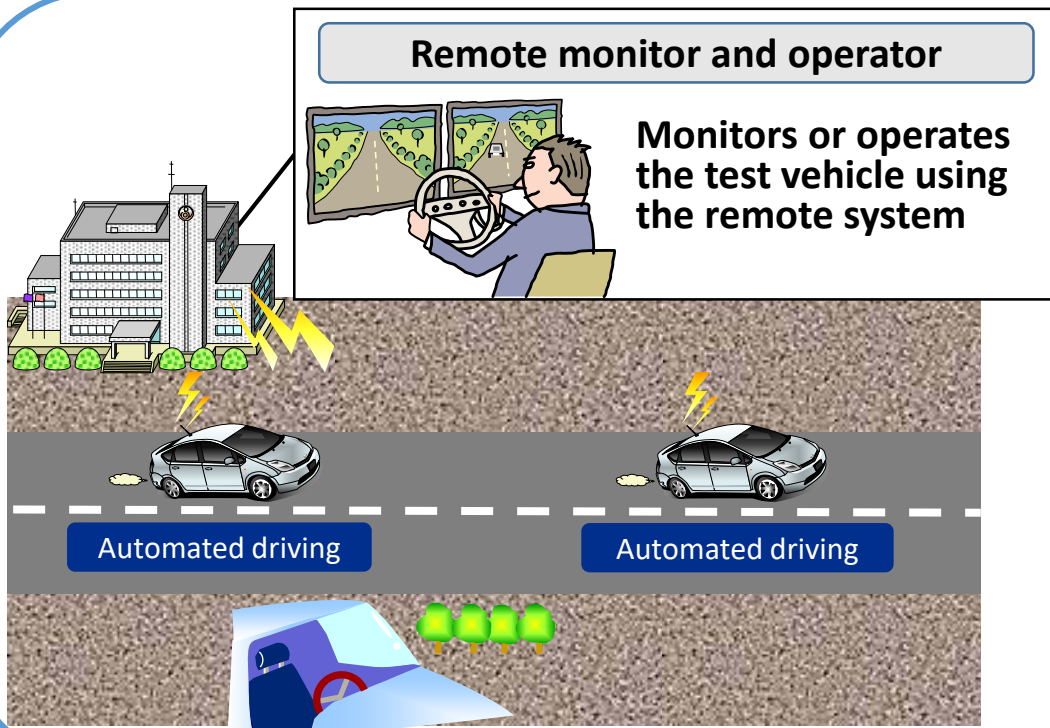 Remote monitor and operator
Monitors or operates
the test vehicle using
the remote system
Automated driving
Automated driving